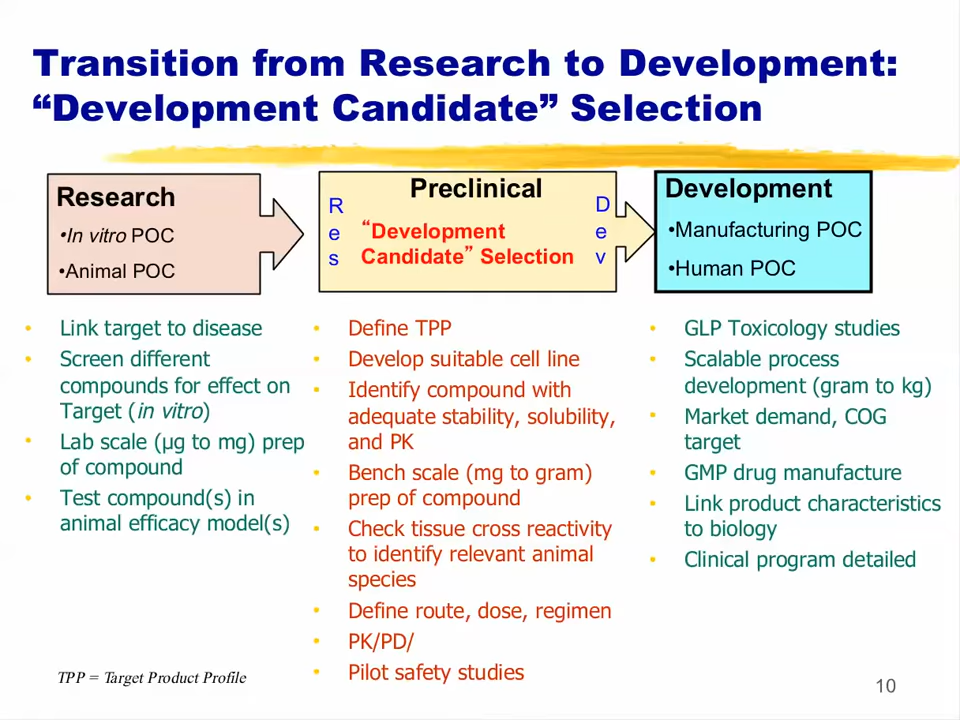 Transition from Research to Development:
“Development Candidate” Selection
Research
•In vitro POC
•Animal POC
Res
Preclinical
“Development
Candidate” Selection
Dev
Development
•Manufacturing POC
•Human POC
• Link target to disease
• Screen different
compounds for effect on
Target (in vitro)
• Lab scale (µg to mg) prep
of compound
• Test compound(s) in
animal efficacy model(s)
• Define TPP
• Develop suitable cell line
• Identify compound with
adequate stability, solubility,
and PK
• Bench scale (mg to gram)
prep of compound
• Check tissue cross reactivity
to identify relevant animal
species
• Define route, dose, regimen
• PK/PD/
• Pilot safety studies
• GLP Toxicology studies
• Scalable process
development (gram to kg)
• Market demand, COG
target
• GMP drug manufacture
• Link product characteristics
to biology
• Clinical program detailed
TPP = Target Product Profile
10